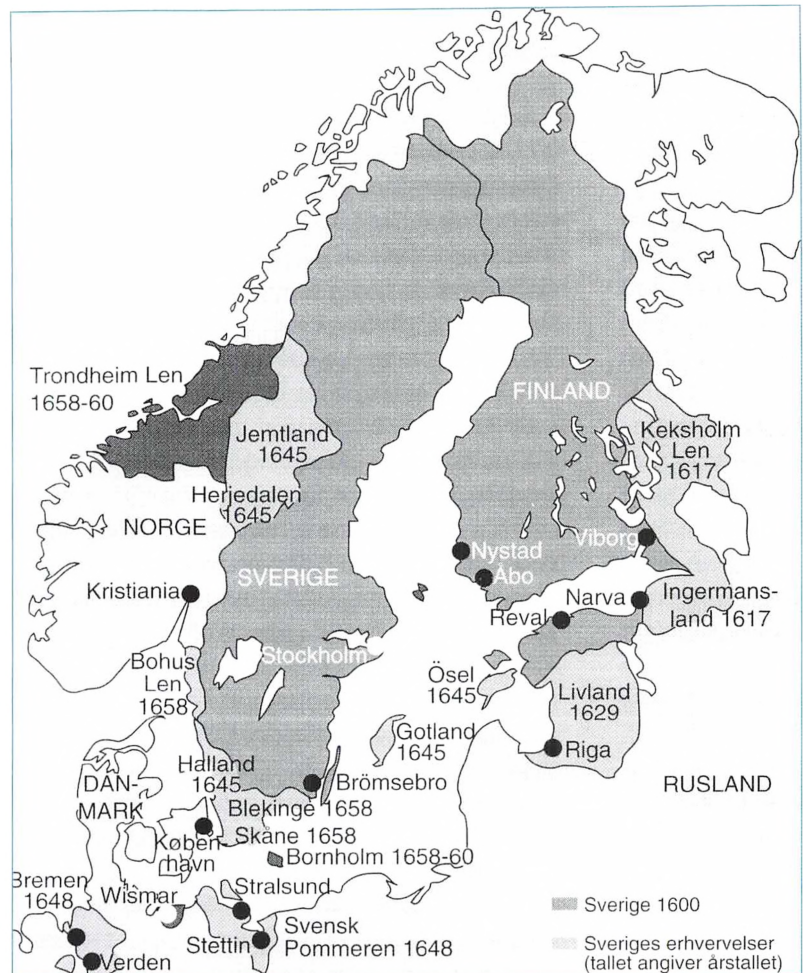 Trondheim Len
1658-60
Jemtland
1645
Herjedalen
1645
NORGE
Kristiania
SVERIGE
FINLAND
Keksholm
Len
1617
Viborg
Nystad
Åbo
Narva
Ingermans-
land 1617
Reval
Stockholm
Bohus
Len
1658
Ösel
1645
Livland
1629
Gotland
1645
Riga
Halland
1645
DAN-
MARK
Brömsebro
RUSLAND
Blekinge 1658
Skåne 1658
Køben-
havn
Bornholm 1658-60
Bremen
1648
Wismar
Stralsund
Stettin
Svensk
Pommeren 1648
Verden
Sverige 1600
Sveriges erhvervelser
(tallet angiver årstallet)